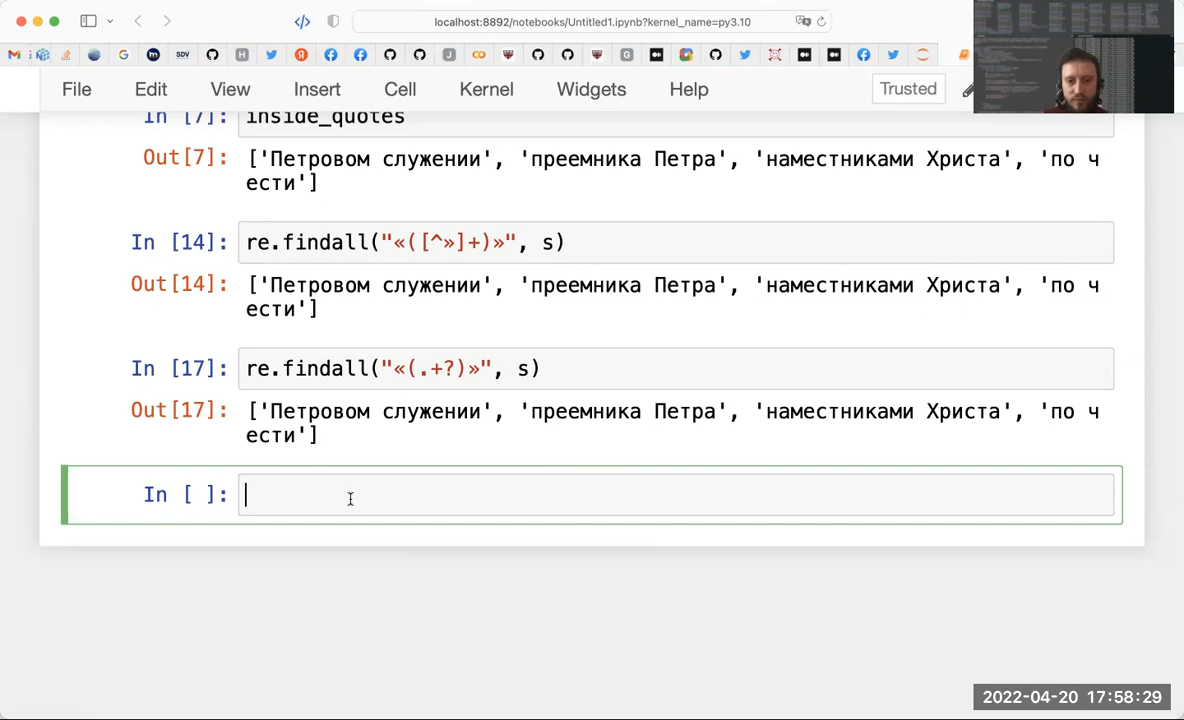 localhost:8892/notebooks/Untitled1.ipynb?kernel_name=py3.10
SDV
File Edit View Insert Cell Kernel Widgets Help Trusted
In [7]: inside_quotes
Out[7]: ['Петровом служении', 'преемника Петра', 'наместниками Христа', 'по ч
ести']
In [14]: re.findall("«([^»]+)»", s)
Out[14]: ['Петровом служении', 'преемника Петра', 'наместниками Христа', 'по ч
ести']
In [17]: re.findall("«(.+?)»", s)
Out[17]: ['Петровом служении', 'преемника Петра', 'наместниками Христа', 'по ч
ести']
In [ ]:
2022-04-20 17:58:29